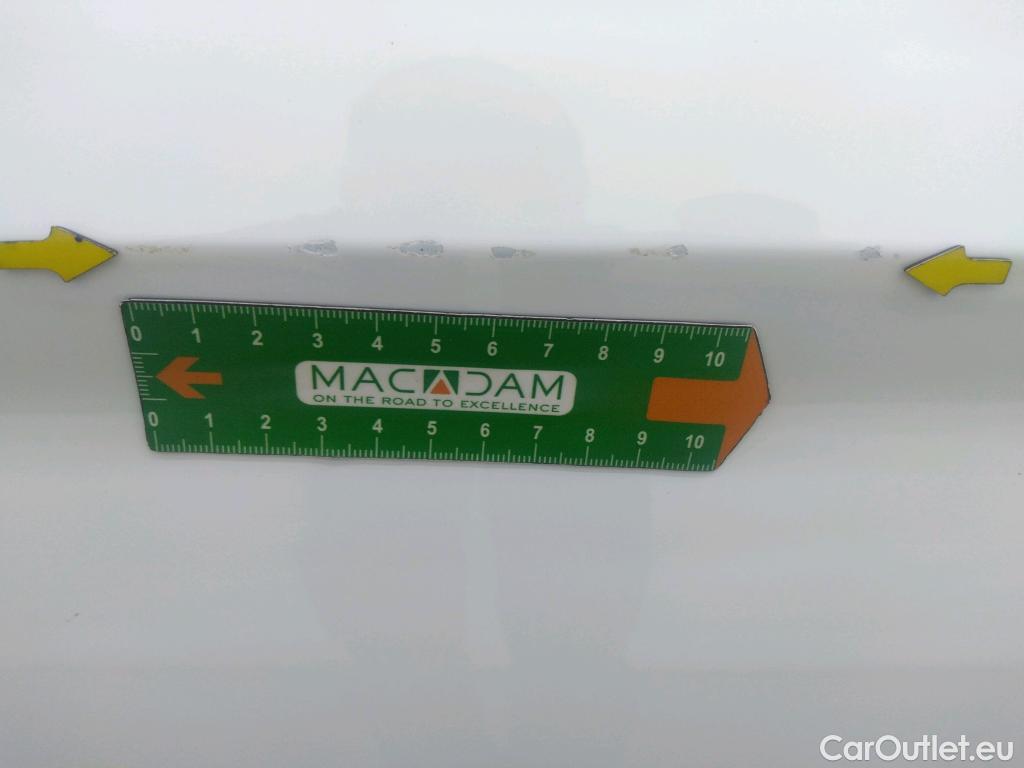 0 1 2 3 4 5 6 7 8 9 10
MACADAM
ON THE ROAD TO EXCELLENCE
0 1 2 3 4 5 6 7 8 9 10
CarOutlet.eu